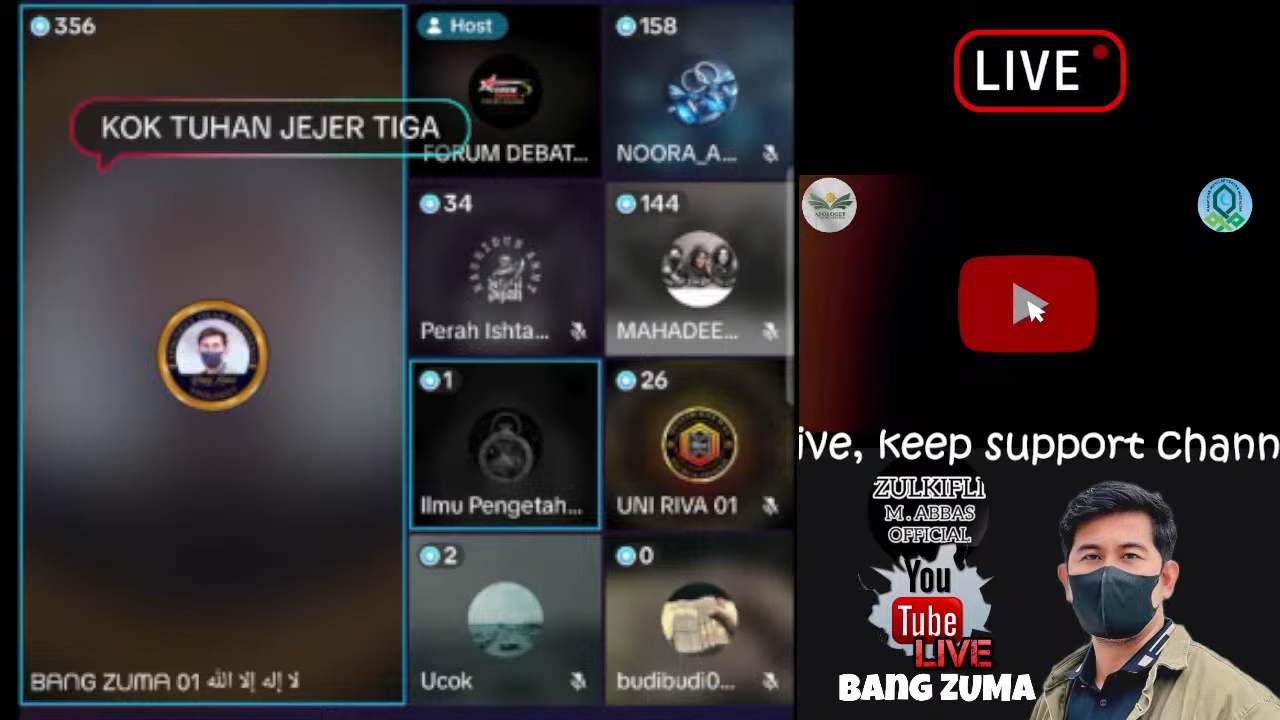 356
KOK TUHAN JEJER TIGA
BANG ZUMA 01 لا إله إلا الله
Host
FORUM DEBAT...
158
NOORA_A...
34
Perah Ishta...
144
MAHADEE...
1
Ilmu Pengetah...
26
UNI RIVA 01
2
Ucok
0
budibudi0...
LIVE
APOLOGET
ive, keep support chann
ZULKIFLI
M. ABBAS
OFFICIAL
You
Tube
LIVE
BANG ZUMA